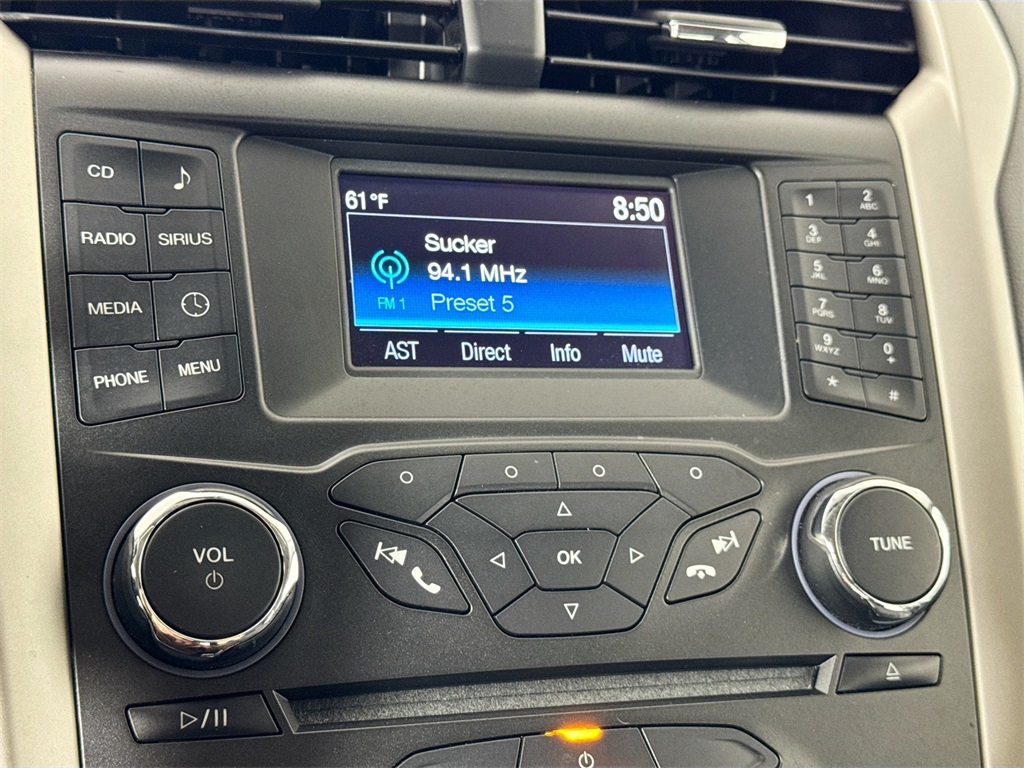 CD
RADIO SIRIUS
MEDIA
PHONE MENU
61 °F 8:50
Sucker
94.1 MHz
FM 1 Preset 5
AST Direct Info Mute
1 2 ABC
3 DEF 4 GHI
5 JKL 6 MNO
7 PQRS 8 TUV
9 WXYZ 0 +
* #
VOL
OK
TUNE